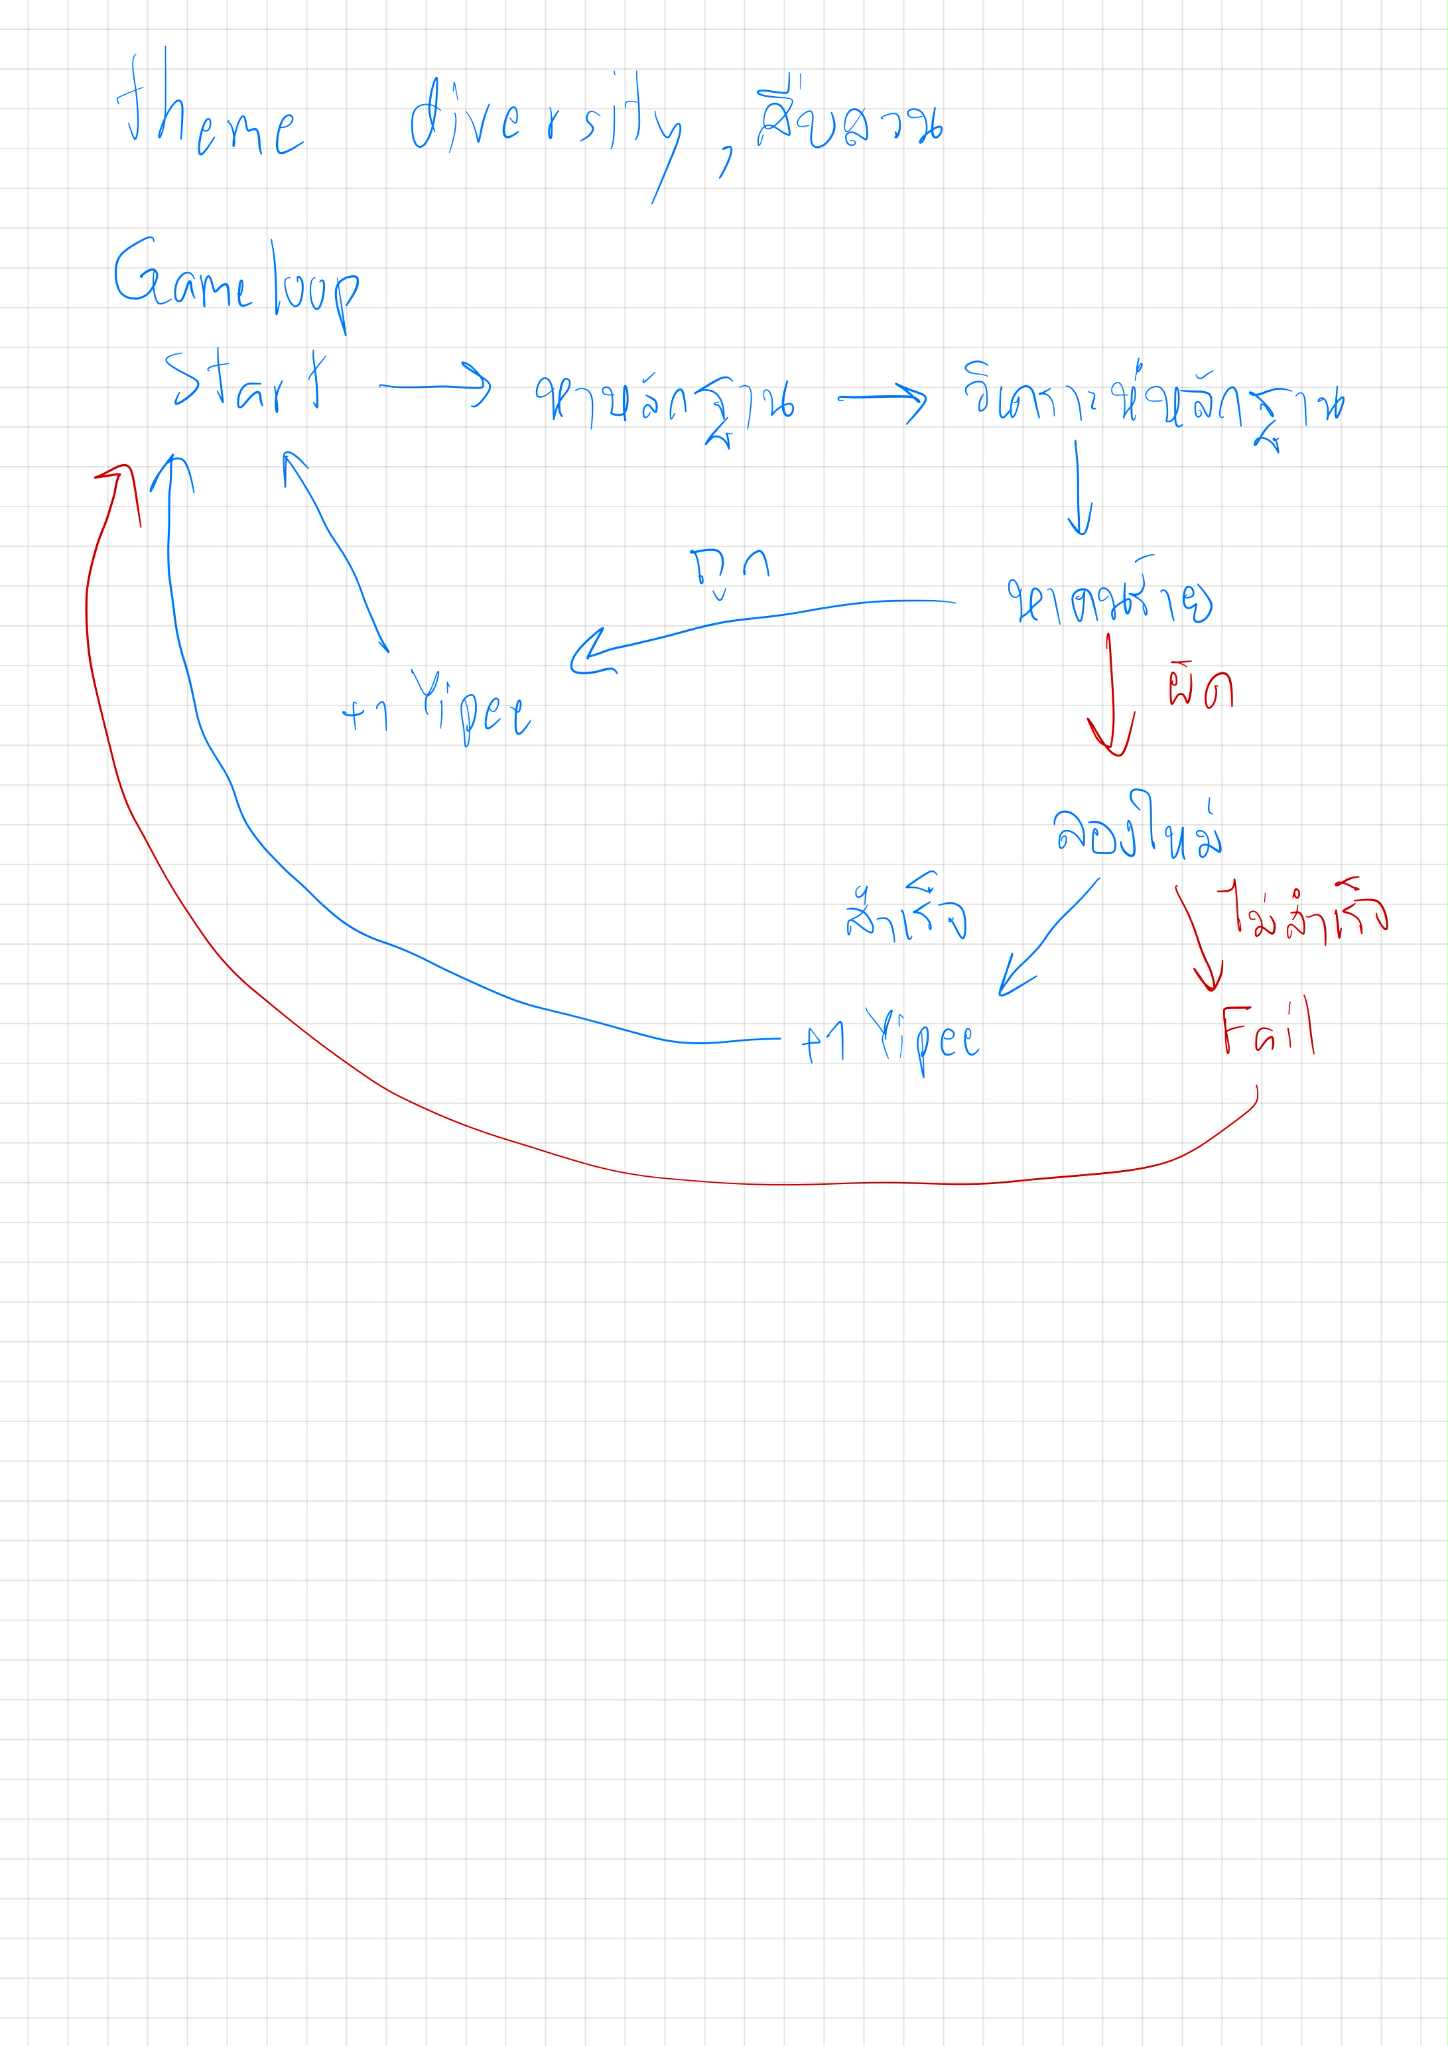 theme diversity, สืบสวน
Gameloop
Start → หาหลักฐาน → วิเคราะห์หลักฐาน
ถูก
หาคนร้าย
ผิด
+1 Yipee
ลองใหม่
สำเร็จ
ไม่สำเร็จ
+1 Yipee
Fail